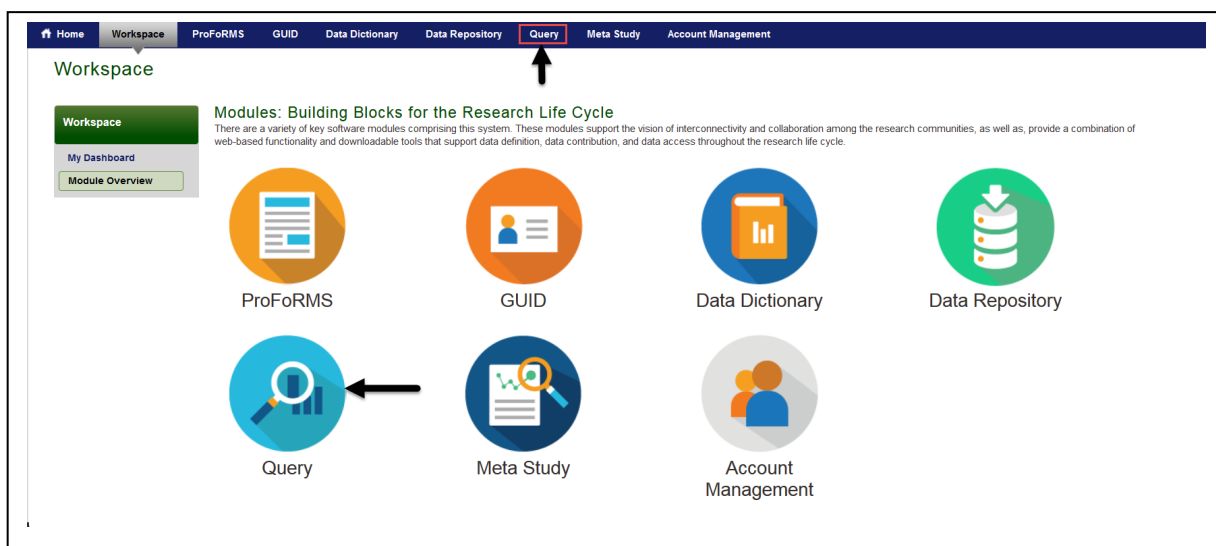 Home Workspace ProFoRMS GUID Data Dictionary Data Repository Query Meta Study Account Management
Workspace
Workspace
My Dashboard
Module Overview
Modules: Building Blocks for the Research Life Cycle
There are a variety of key software modules comprising this system. These modules support the vision of interconnectivity and collaboration among the research communities, as well as, provide a combination of
web-based functionality and downloadable tools that support data definition, data contribution, and data access throughout the research life cycle.
ProFoRMS GUID Data Dictionary Data Repository
Query Meta Study Account
Management